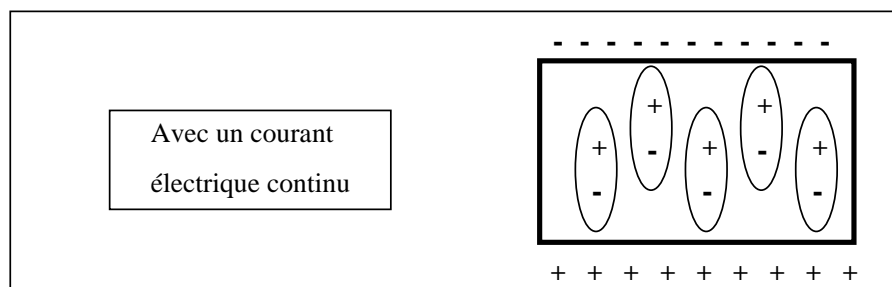 - - - - - - - - - - -
+ +
Avec un courant
électrique continu
+ - + - +
- - -
+ + + + + + + + +